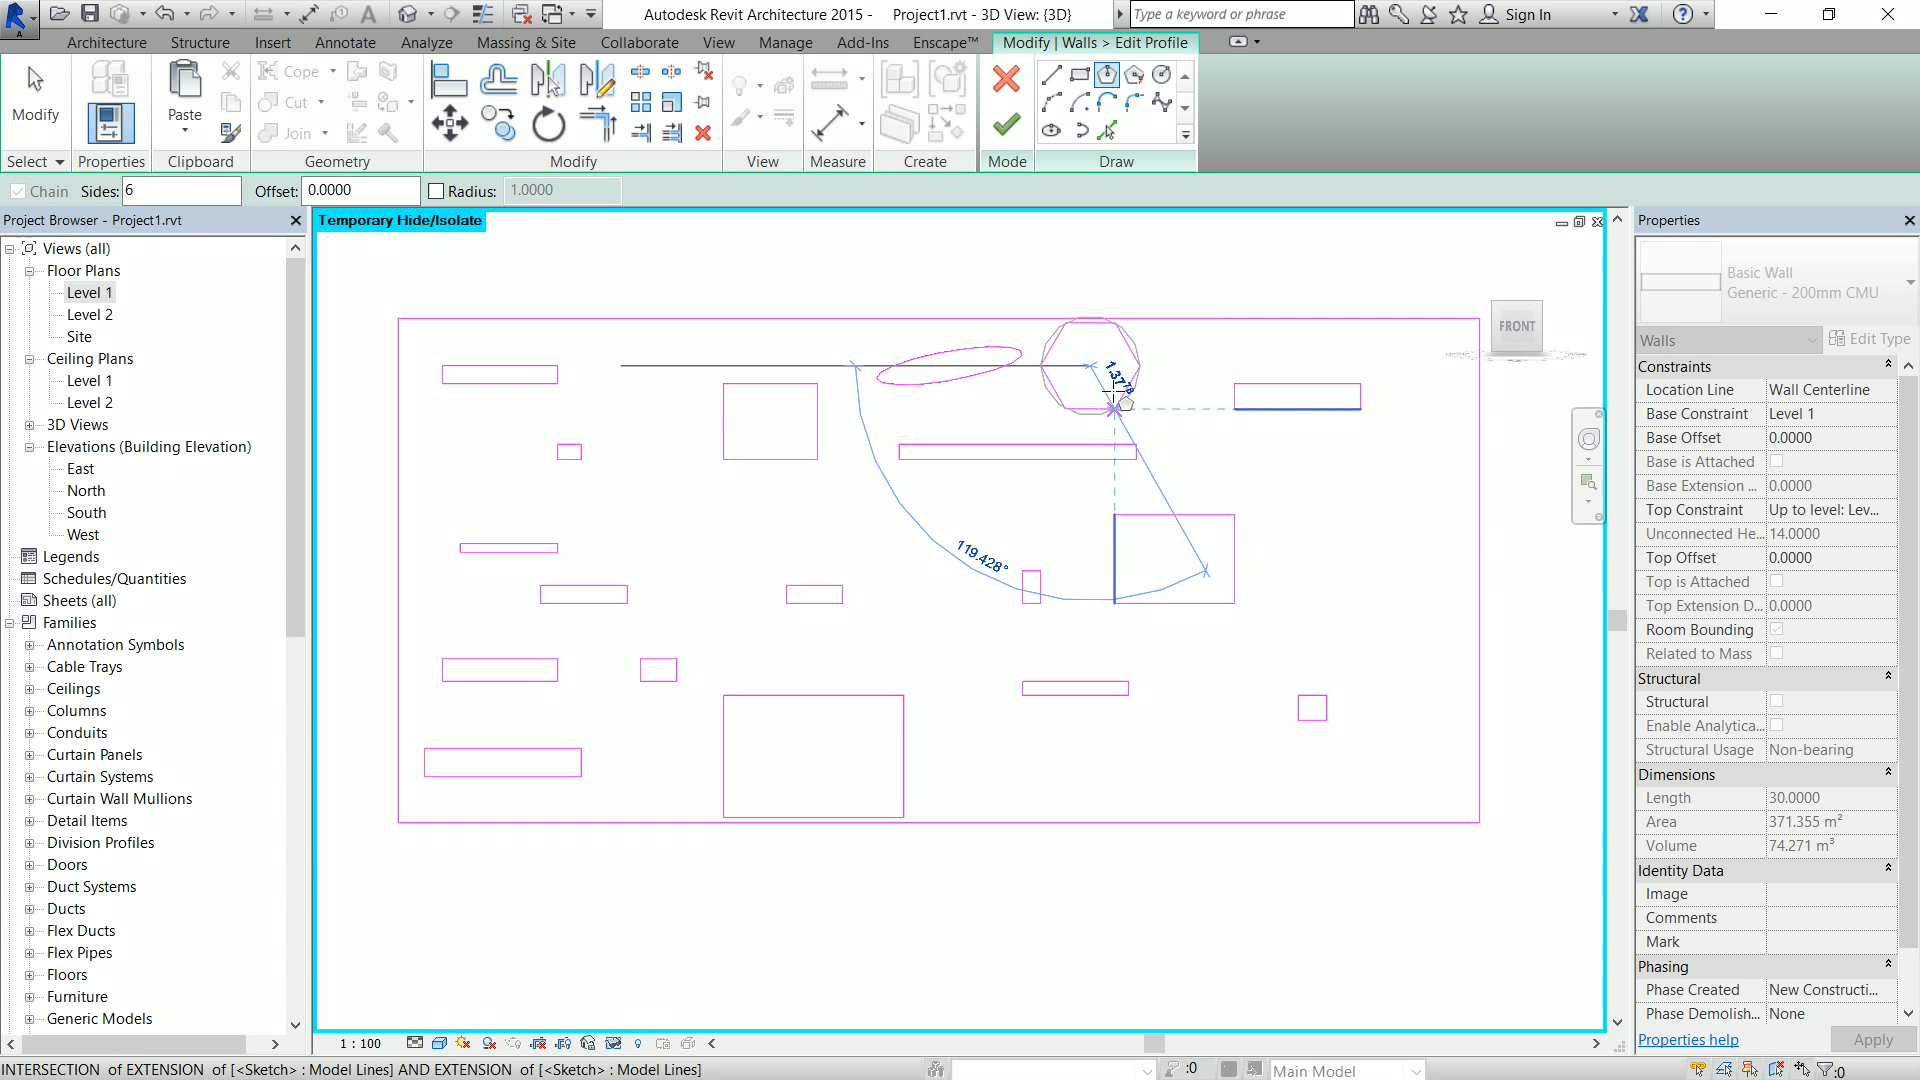 Autodesk Revit Architecture 2015 - Project1.rvt - 3D View: {3D}
Type a keyword or phrase
Sign In
Architecture Structure Insert Annotate Analyze Massing & Site Collaborate View Manage Add-Ins Enscape™ Modify | Walls > Edit Profile
Modify
Paste
Cope
Cut
Join
Select Properties Clipboard Geometry Modify View Measure Create Mode Draw
Chain Sides: 6 Offset: 0.0000 Radius: 1.0000
Project Browser - Project1.rvt
Views (all)
Floor Plans
Level 1
Level 2
Site
Ceiling Plans
Level 1
Level 2
3D Views
Elevations (Building Elevation)
East
North
South
West
Legends
Schedules/Quantities
Sheets (all)
Families
Annotation Symbols
Cable Trays
Ceilings
Columns
Conduits
Curtain Panels
Curtain Systems
Curtain Wall Mullions
Detail Items
Division Profiles
Doors
Duct Systems
Ducts
Flex Ducts
Flex Pipes
Floors
Furniture
Generic Models
Temporary Hide/Isolate
FRONT
1.3778
119.428°
1 : 100
Properties
Basic Wall
Generic - 200mm CMU
Walls Edit Type
Constraints
Location Line Wall Centerline
Base Constraint Level 1
Base Offset 0.0000
Base is Attached
Base Extension ... 0.0000
Top Constraint Up to level: Lev...
Unconnected He... 14.0000
Top Offset 0.0000
Top is Attached
Top Extension D... 0.0000
Room Bounding
Related to Mass
Structural
Structural
Enable Analytica...
Structural Usage Non-bearing
Dimensions
Length 30.0000
Area 371.355 m²
Volume 74.271 m³
Identity Data
Image
Comments
Mark
Phasing
Phase Created New Constructi...
Phase Demolish... None
Properties help Apply
INTERSECTION of EXTENSION of [<Sketch> : Model Lines] AND EXTENSION of [<Sketch> : Model Lines]
:0
Main Model
:0